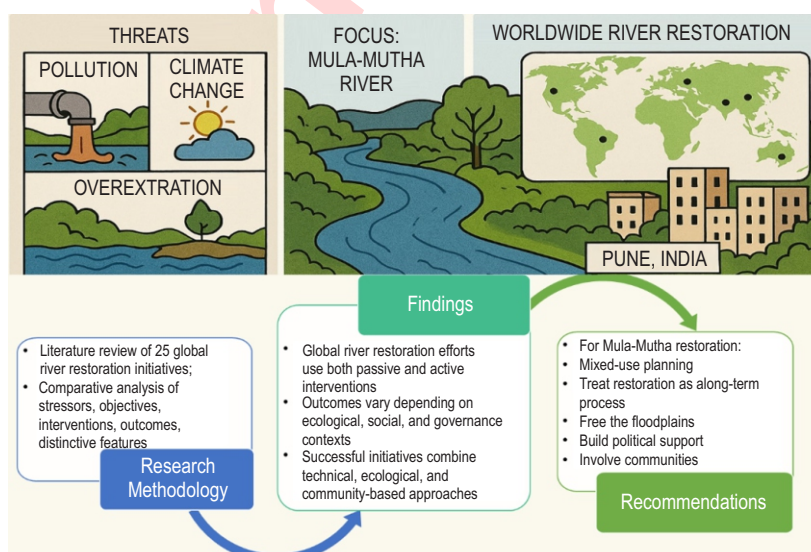 THREATS
POLLUTION
CLIMATE
CHANGE
OVEREXTRATION
FOCUS:
MULA-MUTHA
RIVER
WORLDWIDE RIVER RESTORATION
PUNE, INDIA
• Literature review of 25 global
river restoration initiatives;
• Comparative analysis of
stressors, objectives,
interventions, outcomes,
distinctive features
Research
Methodology
Findings
• Global river restoration efforts
use both passive and active
interventions
• Outcomes vary depending on
ecological, social, and governance
contexts
• Successful initiatives combine
technical, ecological, and
community-based approaches
• For Mula-Mutha restoration:
• Mixed-use planning
• Treat restoration as along-term
process
• Free the floodplains
• Build political support
• Involve communities
Recommendations